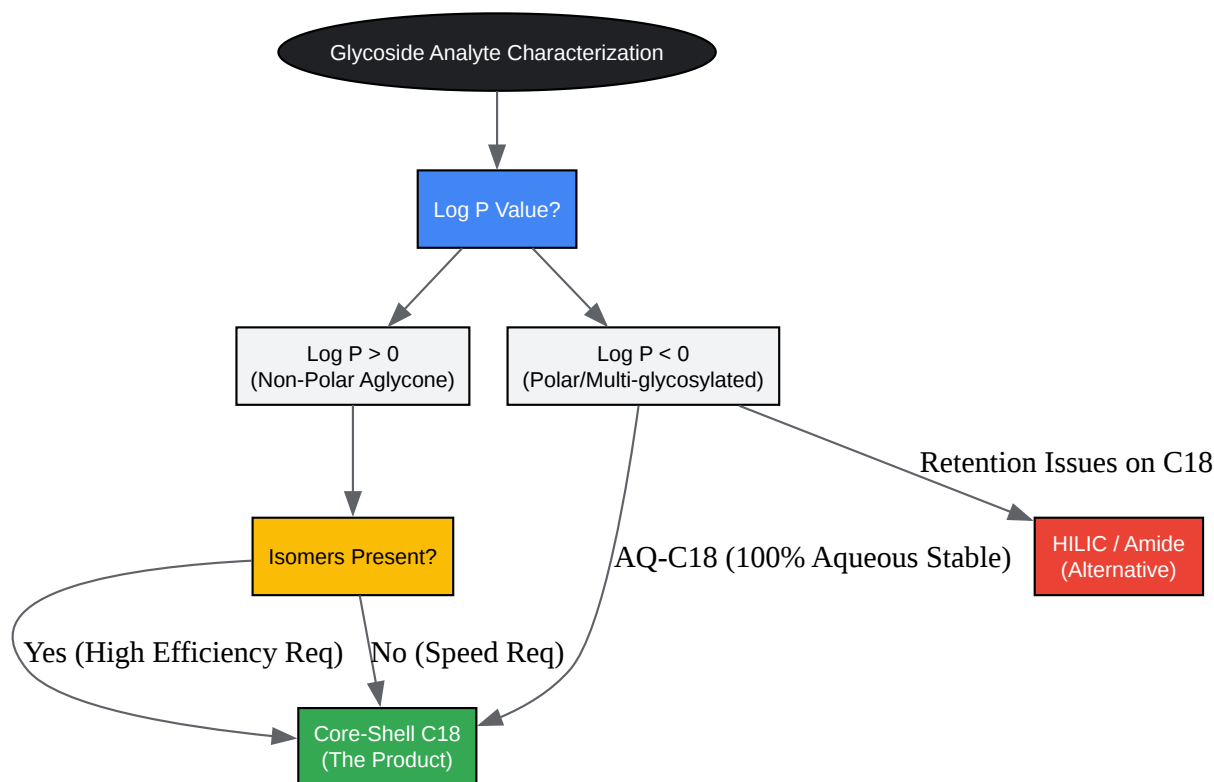 Glycoside Analyte Characterization
Log P Value?
Log P > 0
(Non-Polar Aglycone)
Log P < 0
(Polar/Multi-glycosylated)
Retention Issues on C18
Isomers Present?
AQ-C18 (100% Aqueous Stable)
HILIC / Amide
(Alternative)
Yes (High Efficiency Req)
No (Speed Req)
Core-Shell C18
(The Product)